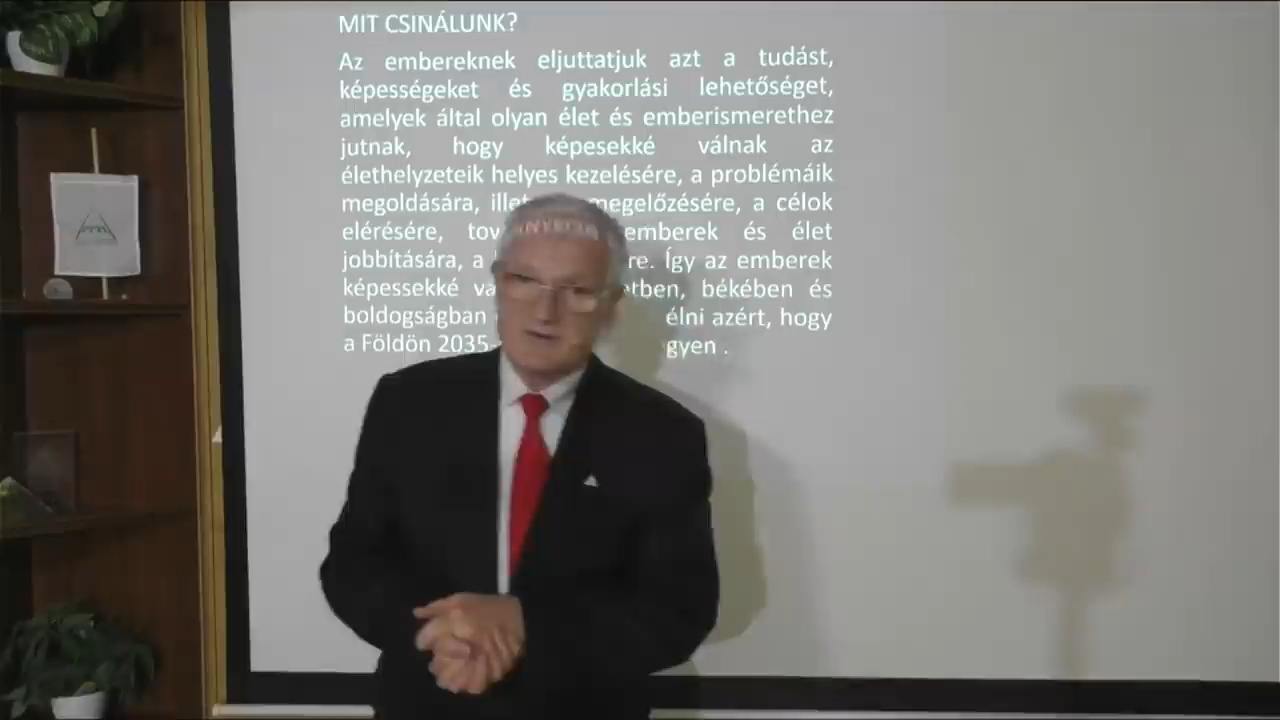 MIT CSINÁLUNK?
Az embereknek eljuttatjuk azt a tudást,
képességeket és gyakorlási lehetőséget,
amelyek által olyan élet és emberismerethez
jutnak, hogy képesekké válnak az
élethelyzeteik helyes kezelésére, a problémáik
megoldására, megelőzésére, a célok
elérésére, emberek és élet
jobbítására, a Így az emberek
képessekké békében és
boldogságban élni azért, hogy
a Földön 2035-